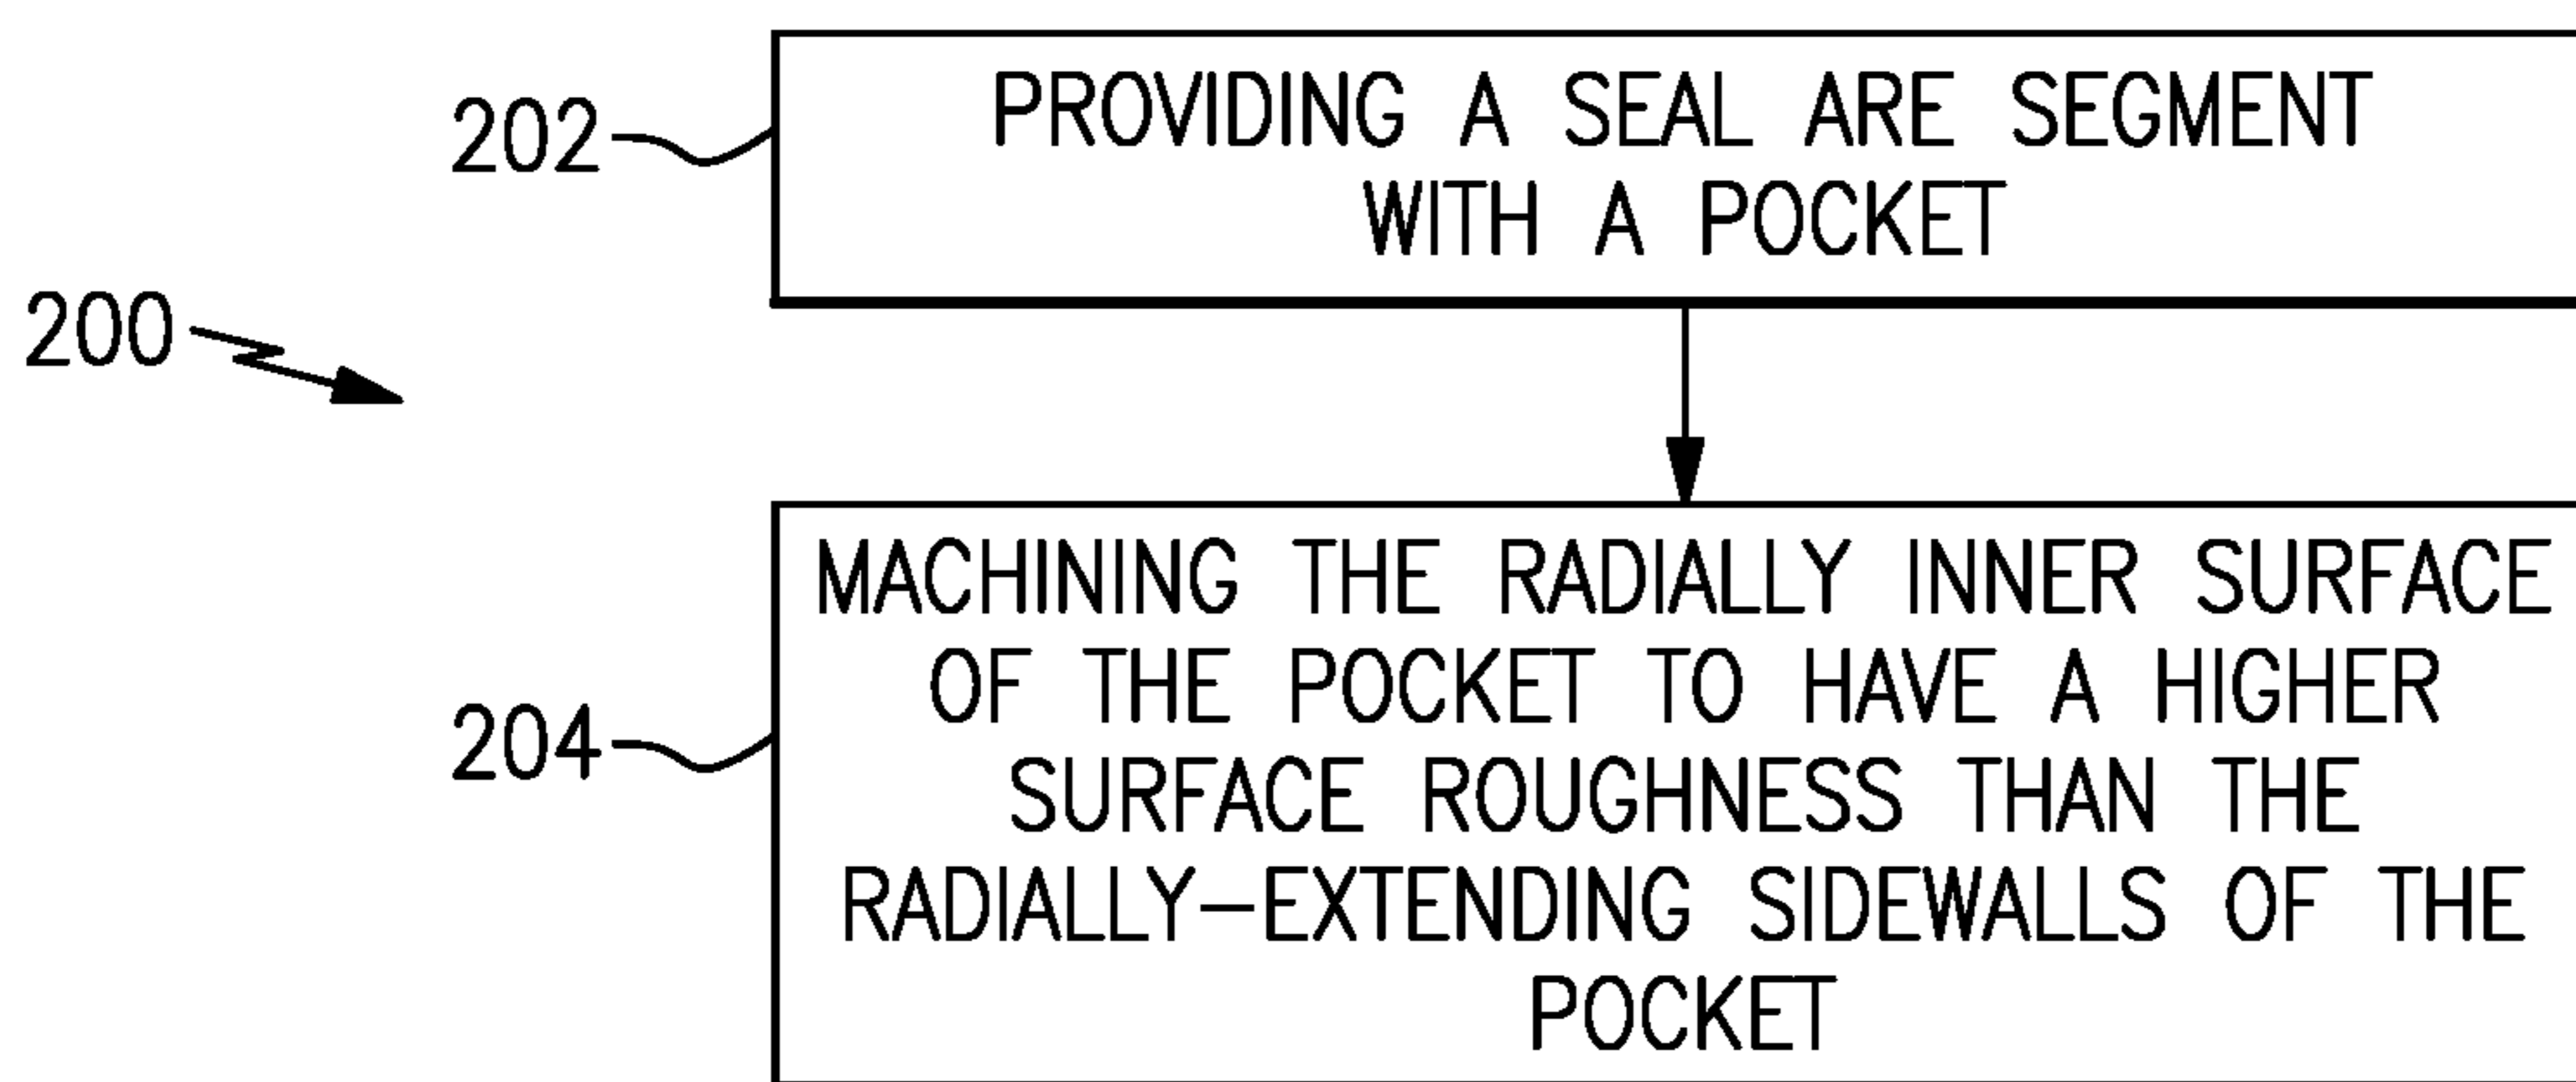 202
PROVIDING A SEAL ARE SEGMENT
WITH A POCKET
200
204
MACHINING THE RADIALLY INNER SURFACE
OF THE POCKET TO HAVE A HIGHER
SURFACE ROUGHNESS THAN THE
RADIALLY-EXTENDING SIDEWALLS OF THE
POCKET